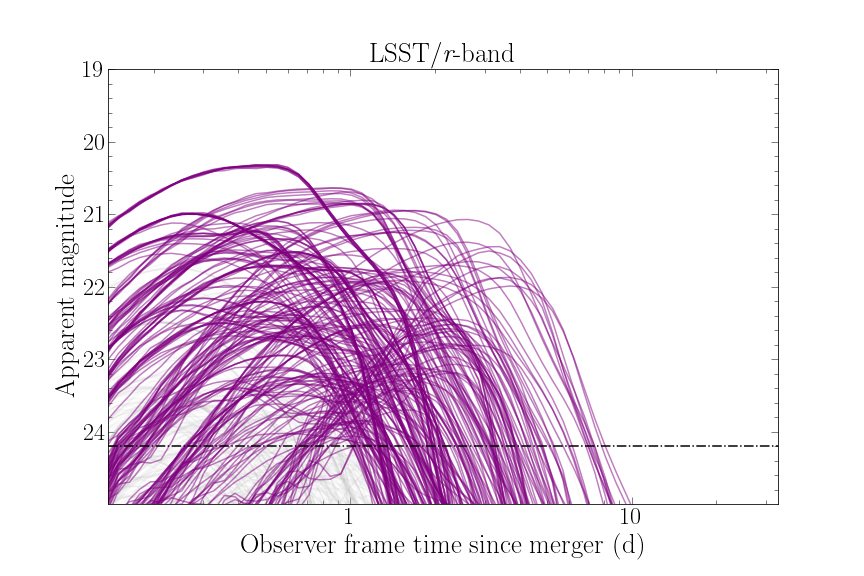 LSST/r-band
19
20
21
22
23
24
Apparent magnitude
1
10
Observer frame time since merger (d)